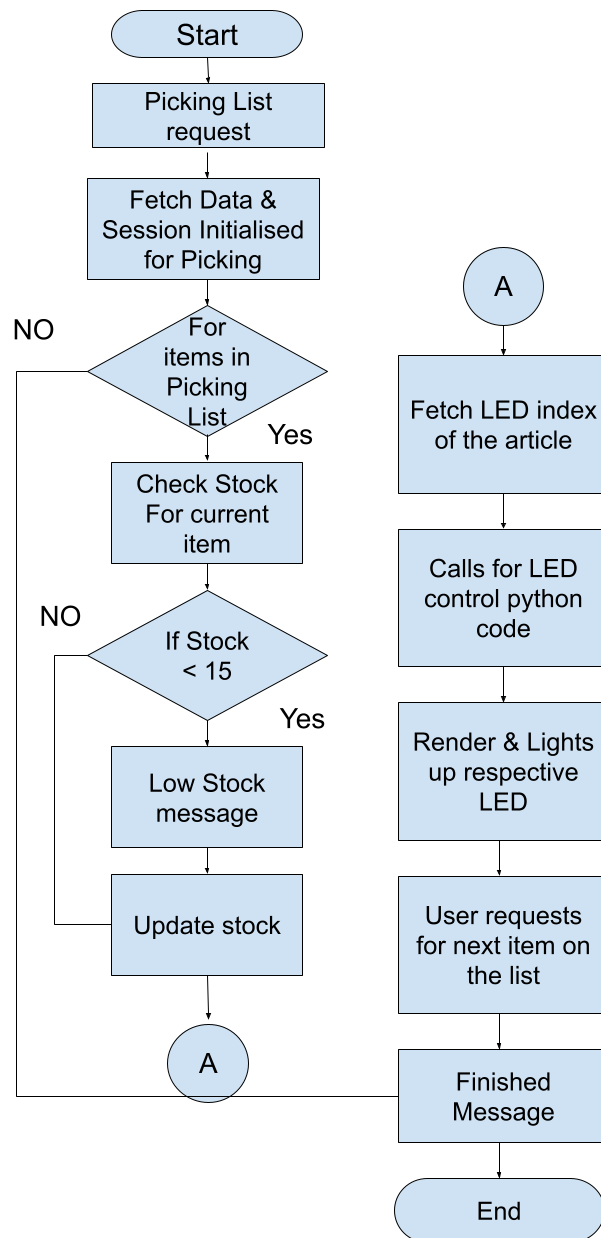 Start
Picking List
request
Fetch Data &
Session Initialised
for Picking
NO
For
items in
Picking
List
Yes
Check Stock
For current
item
NO
If Stock
< 15
Yes
Low Stock
message
Update stock
A
A
Fetch LED index
of the article
Calls for LED
control python
code
Render & Lights
up respective
LED
User requests
for next item on
the list
Finished
Message
End